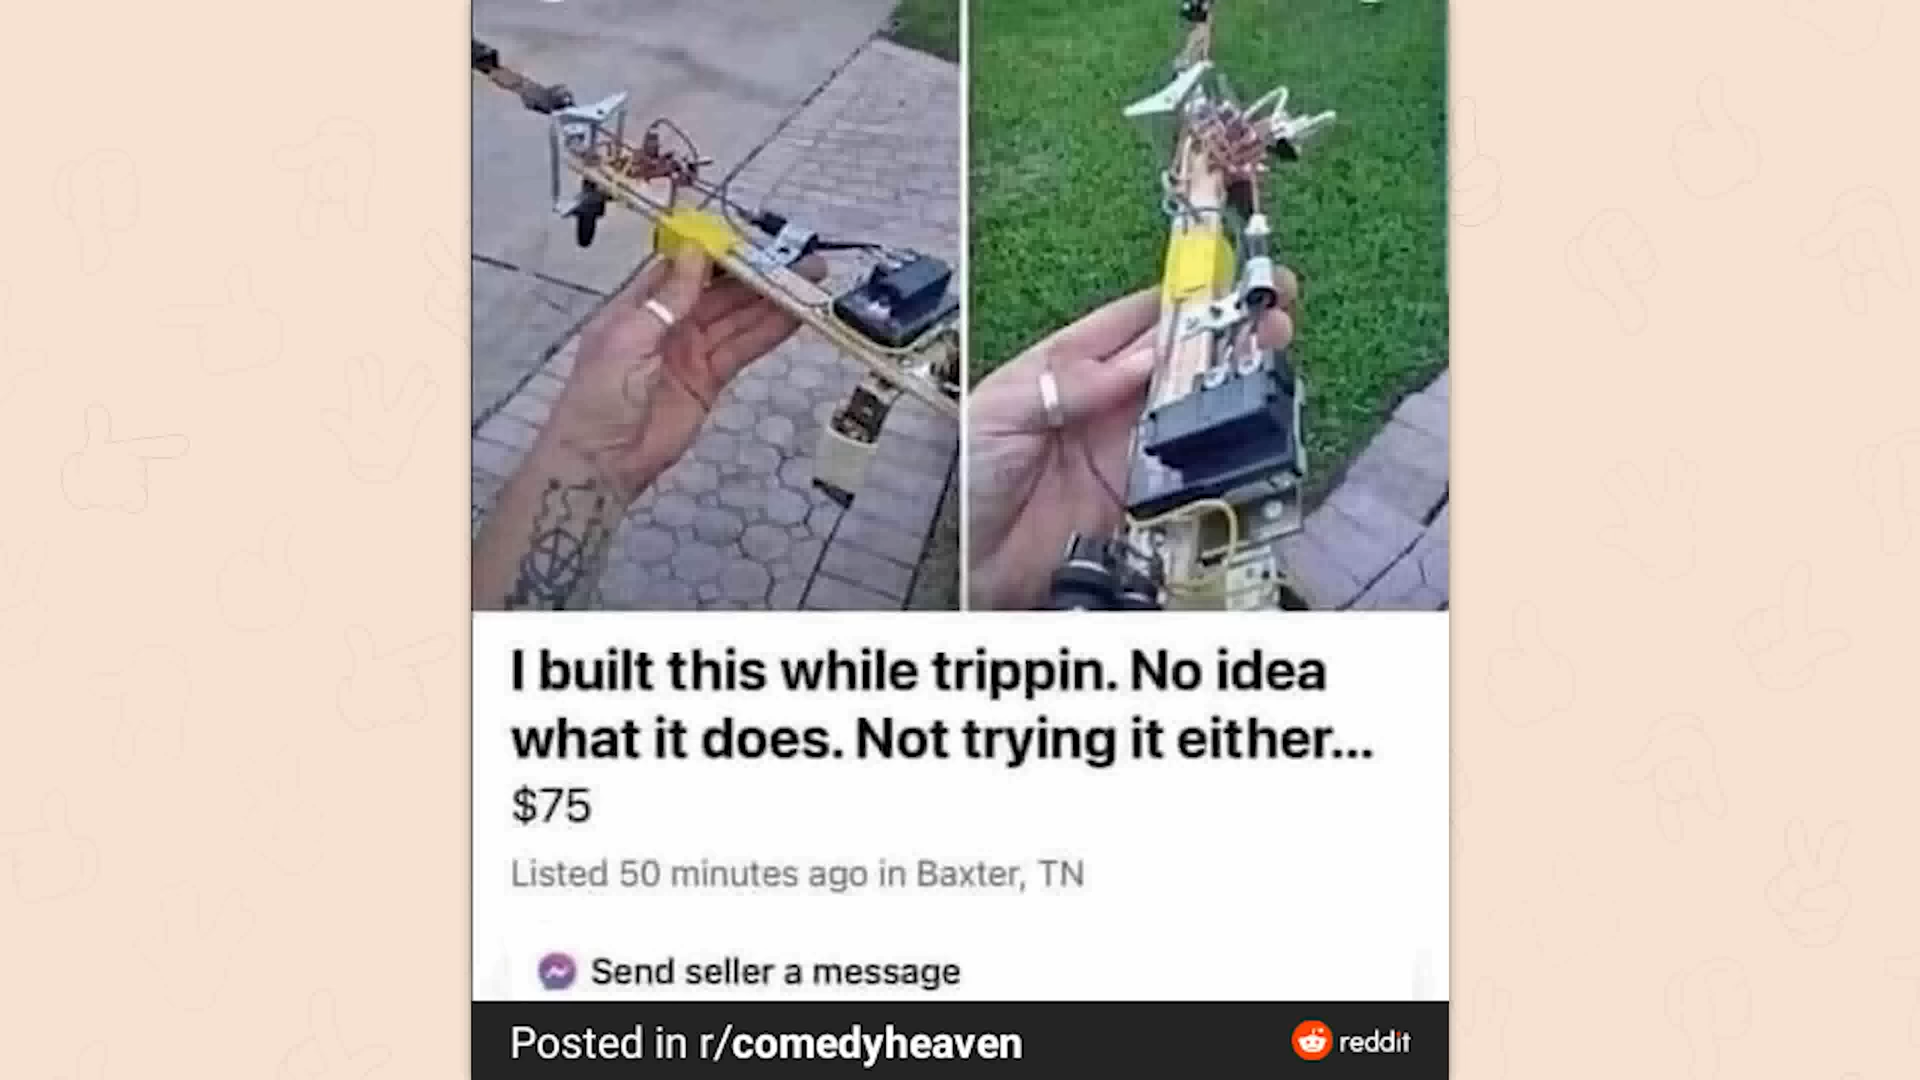 I built this while trippin. No idea
what it does. Not trying it either...
$75
Listed 50 minutes ago in Baxter, TN
Send seller a message
Posted in r/comedyheaven
reddit